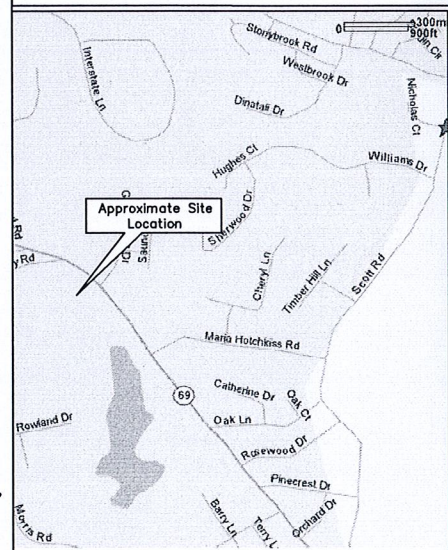 300m
0
900ft
Stonybrook Rd
Westbrook Dr
Interstate Ln
Dinatali Dr
Nicholas Ct
Hughes Ct
Williams Dr
Approximate Site
Location
Sherwood Dr
Cheryl Ln
Timber Hill Ln
Scott Rd
Maria Hotchkiss Rd
69
Catherine Dr
Oak Ct
Oak Ln
Rowland Dr
Rosewood Dr
Pinecrest Dr
Barry Ln
Terry L
Orchard Dr
Morris Rd